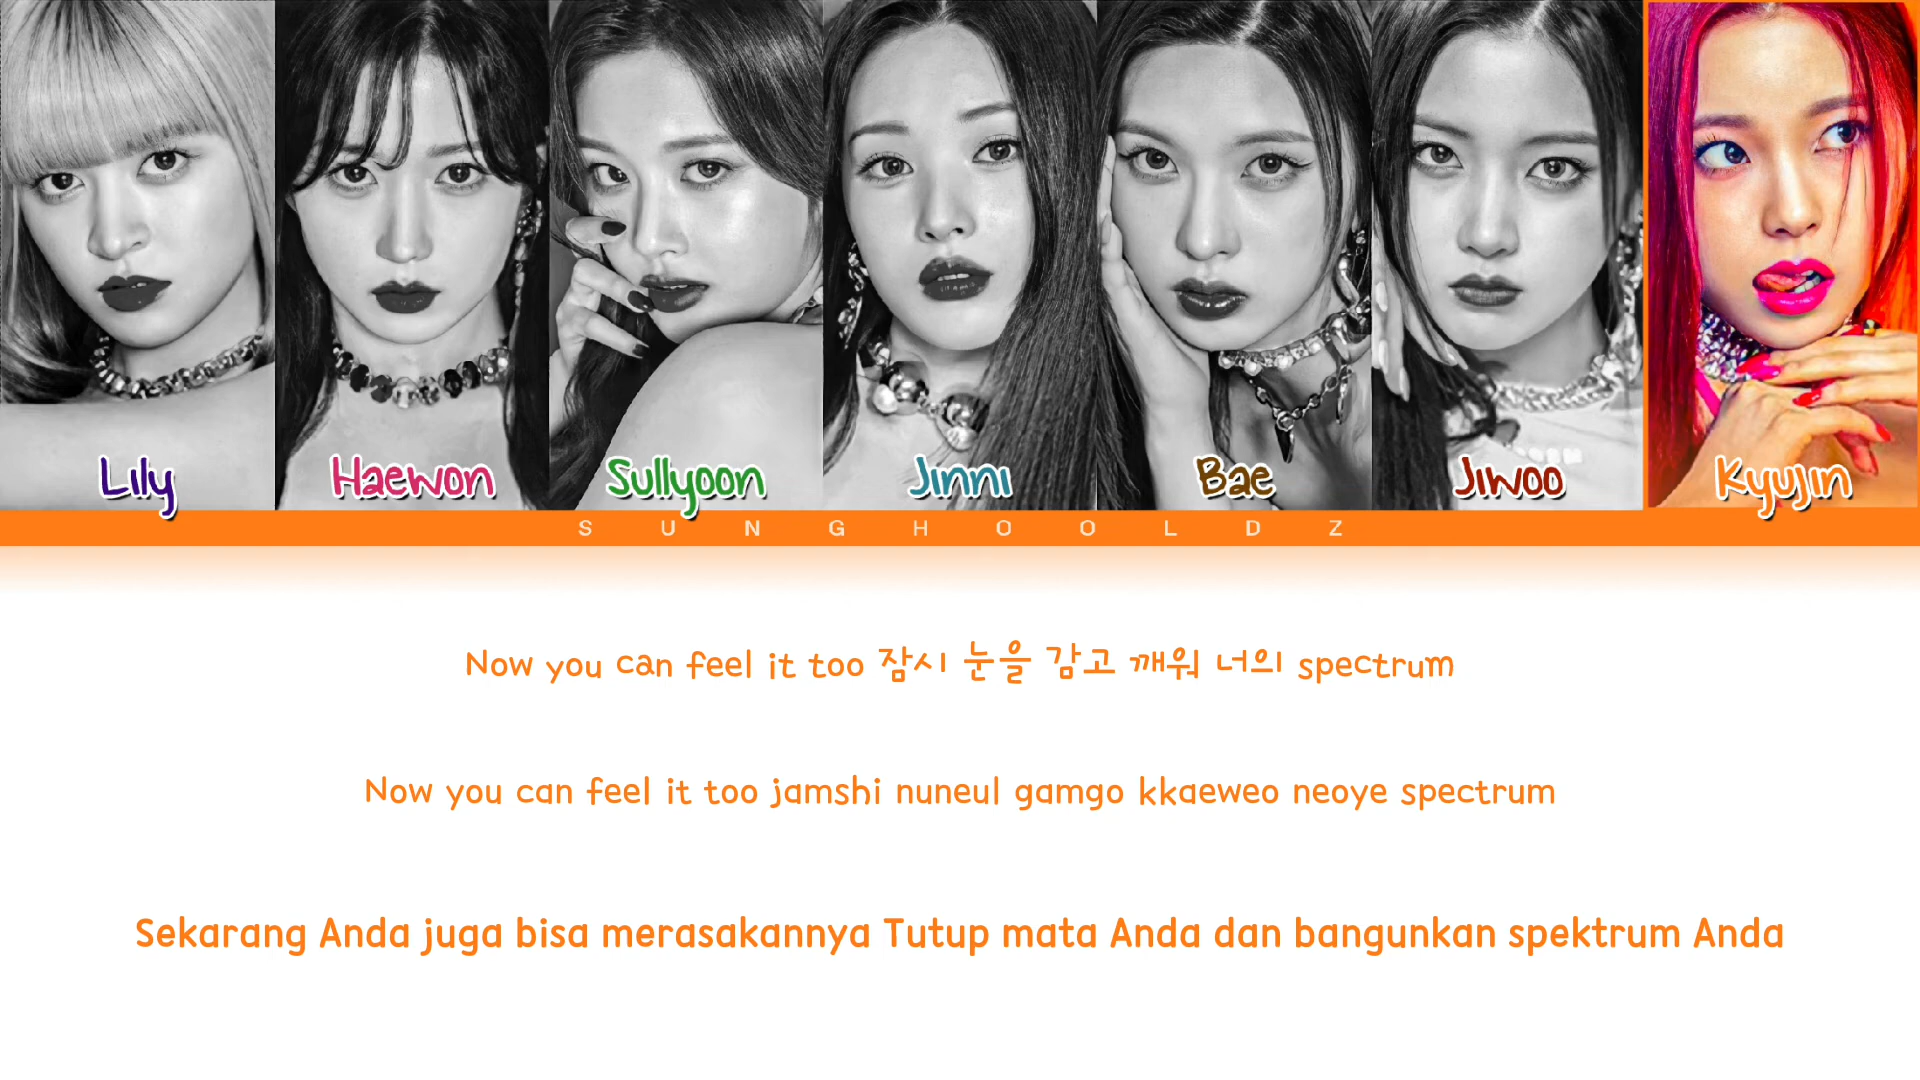 Lily Haewon Sullyoon Jinni Bae Jiwoo Kyujin
SUNGHOOLDZ
Now you can feel it too 잠시 눈을 감고 깨워 너의 spectrum
Now you can feel it too jamshi nuneul gamgo kkaeweo neoye spectrum
Sekarang Anda juga bisa merasakannya Tutup mata Anda dan bangunkan spektrum Anda